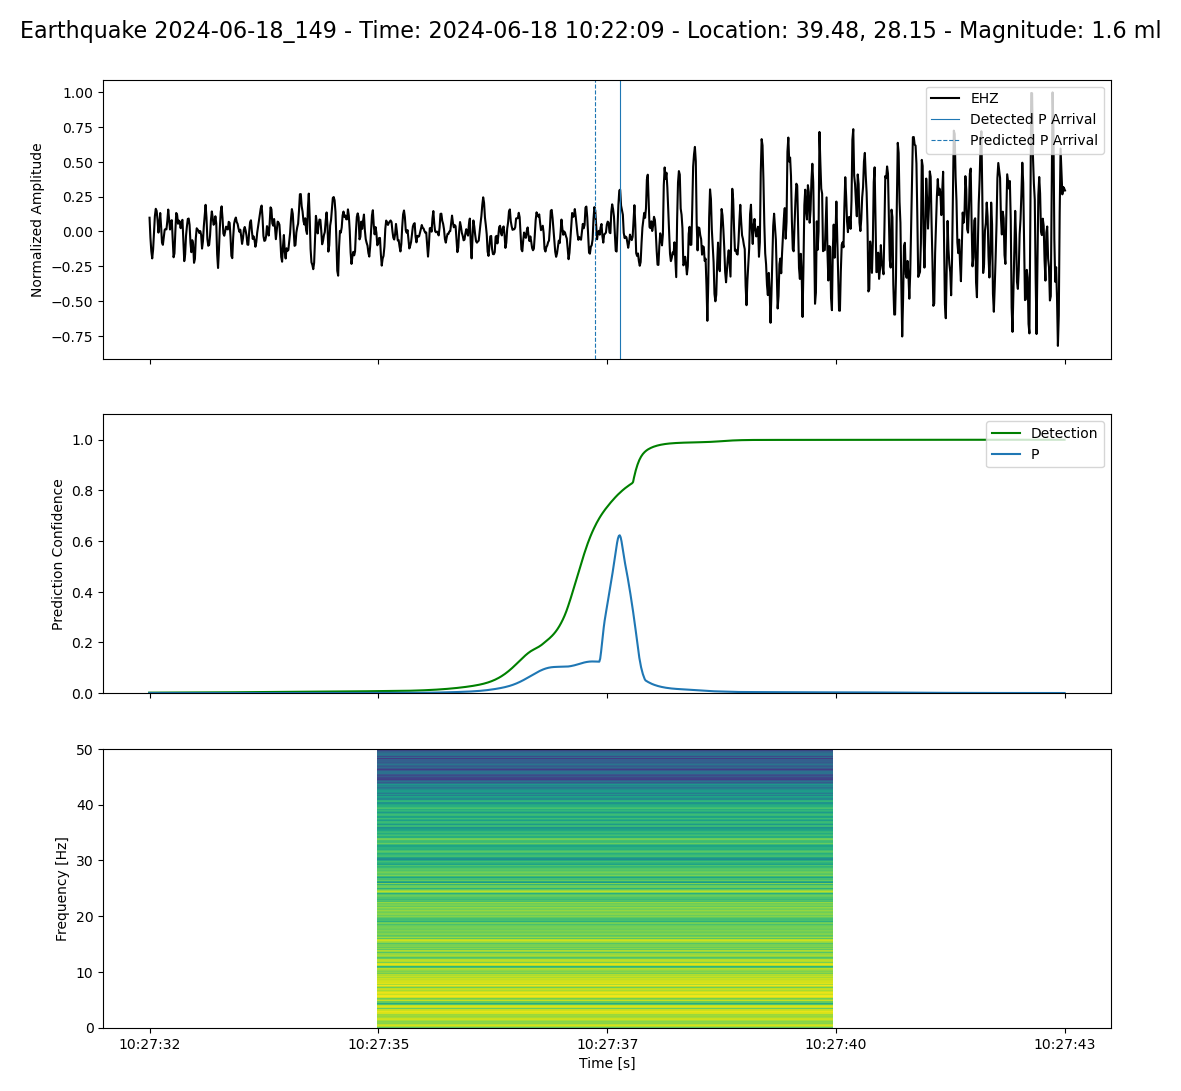 Earthquake 2024-06-18_149 - Time: 2024-06-18 10:22:09 - Location: 39.48, 28.15 - Magnitude: 1.6 ml
Normalized Amplitude
1.00
0.75
0.50
0.25
0.00
−0.25
−0.50
−0.75
EHZ
Detected P Arrival
Predicted P Arrival
Prediction Confidence
1.0
0.8
0.6
0.4
0.2
0.0
Detection
P
Frequency [Hz]
50
40
30
20
10
0
10:27:32
10:27:35
10:27:37
10:27:40
10:27:43
Time [s]